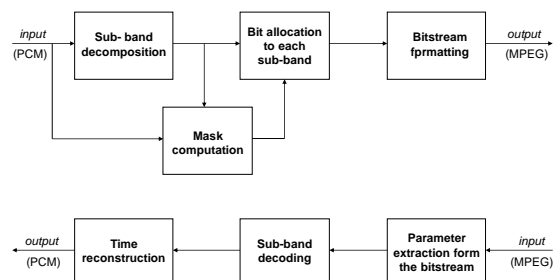 input
(PCM)
Sub- band
decomposition
Bit allocation
to each
sub-band
Bitstream
fprmatting
output
(MPEG)
Mask
computation
output
(PCM)
Time
reconstruction
Sub-band
decoding
Parameter
extraction form
the bitstream
input
(MPEG)